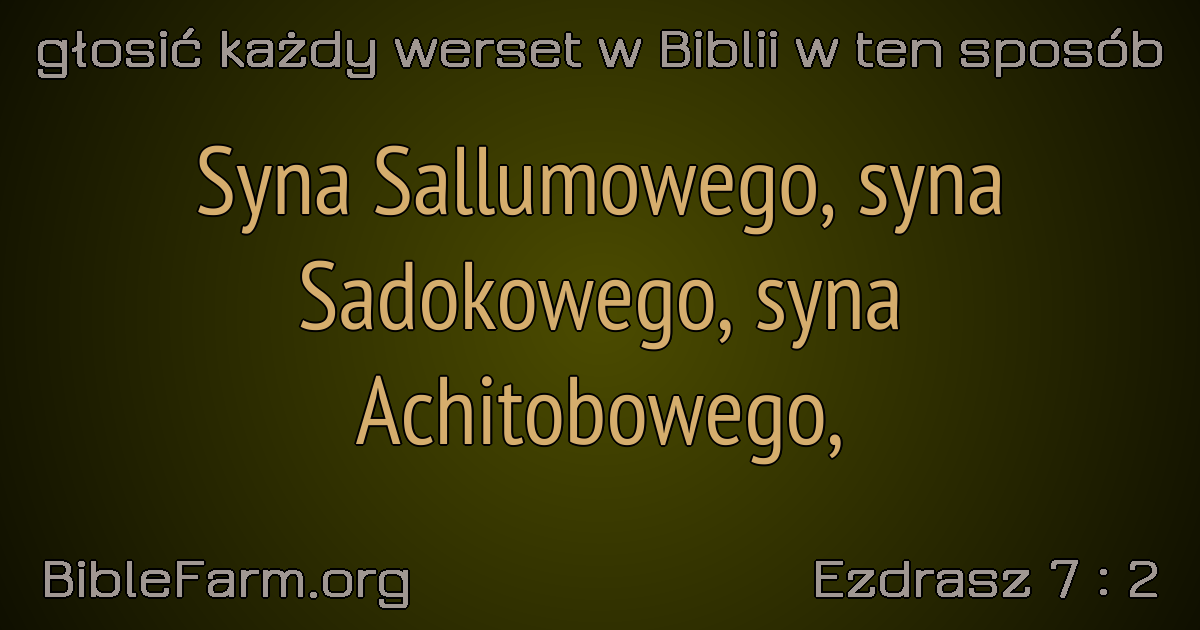 głosić każdy werset w Biblii w ten sposób
Syna Sallumowego, syna
Sadokowego, syna
Achitobowego,
BibleFarm.org
Ezdrasz 7 : 2